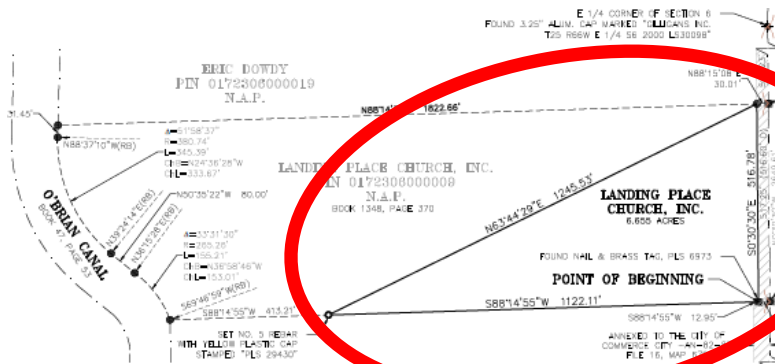 E 1/4 CORNER OF SECTION 6
FOUND 3.25" ALUM. CAP MARKED "GILLIGANS INC.
T2S R66W E 1/4 S6 2000 LS30098"
ERIC DOWDY
PIN 0172306000019
N.A.P.
N88°15'08"E
30.01'
1822.66'
31.45'
N88°37'10"W(RB)
Δ=51°58'37"
R=380.74'
L=345.39'
ChB=N24°36'28"W
ChL=333.67'
LANDING PLACE CHURCH, INC.
0172306000009
N.A.P.
BOOK 1348, PAGE 370
N63°44'29"E 1245.53'
LANDING PLACE
CHURCH, INC.
6.655 ACRES
S0°30'30"E 516.78'
O'BRIAN CANAL
BOOK PAGE 53
N50°35'22"W 80.00'
N39°24'14"E(RB)
N36°15'28"E(RB)
Δ=33°31'30"
R=265.26'
L=155.21'
ChB=N36°58'46"W
ChL=153.01'
FOUND NAIL & BRASS TAG, PLS 6973
POINT OF BEGINNING
S69°46'59"W(RB)
S88°14'55"W 413.21'
S88°14'55"W 1122.11'
S88°14'55"W 12.95'
SET NO. 5 REBAR
WITH YELLOW PLASTIC CAP
STAMPED "PLS 29430"
ANNEXED TO THE CITY OF
COMMERCE CITY
FILE 16, MAP